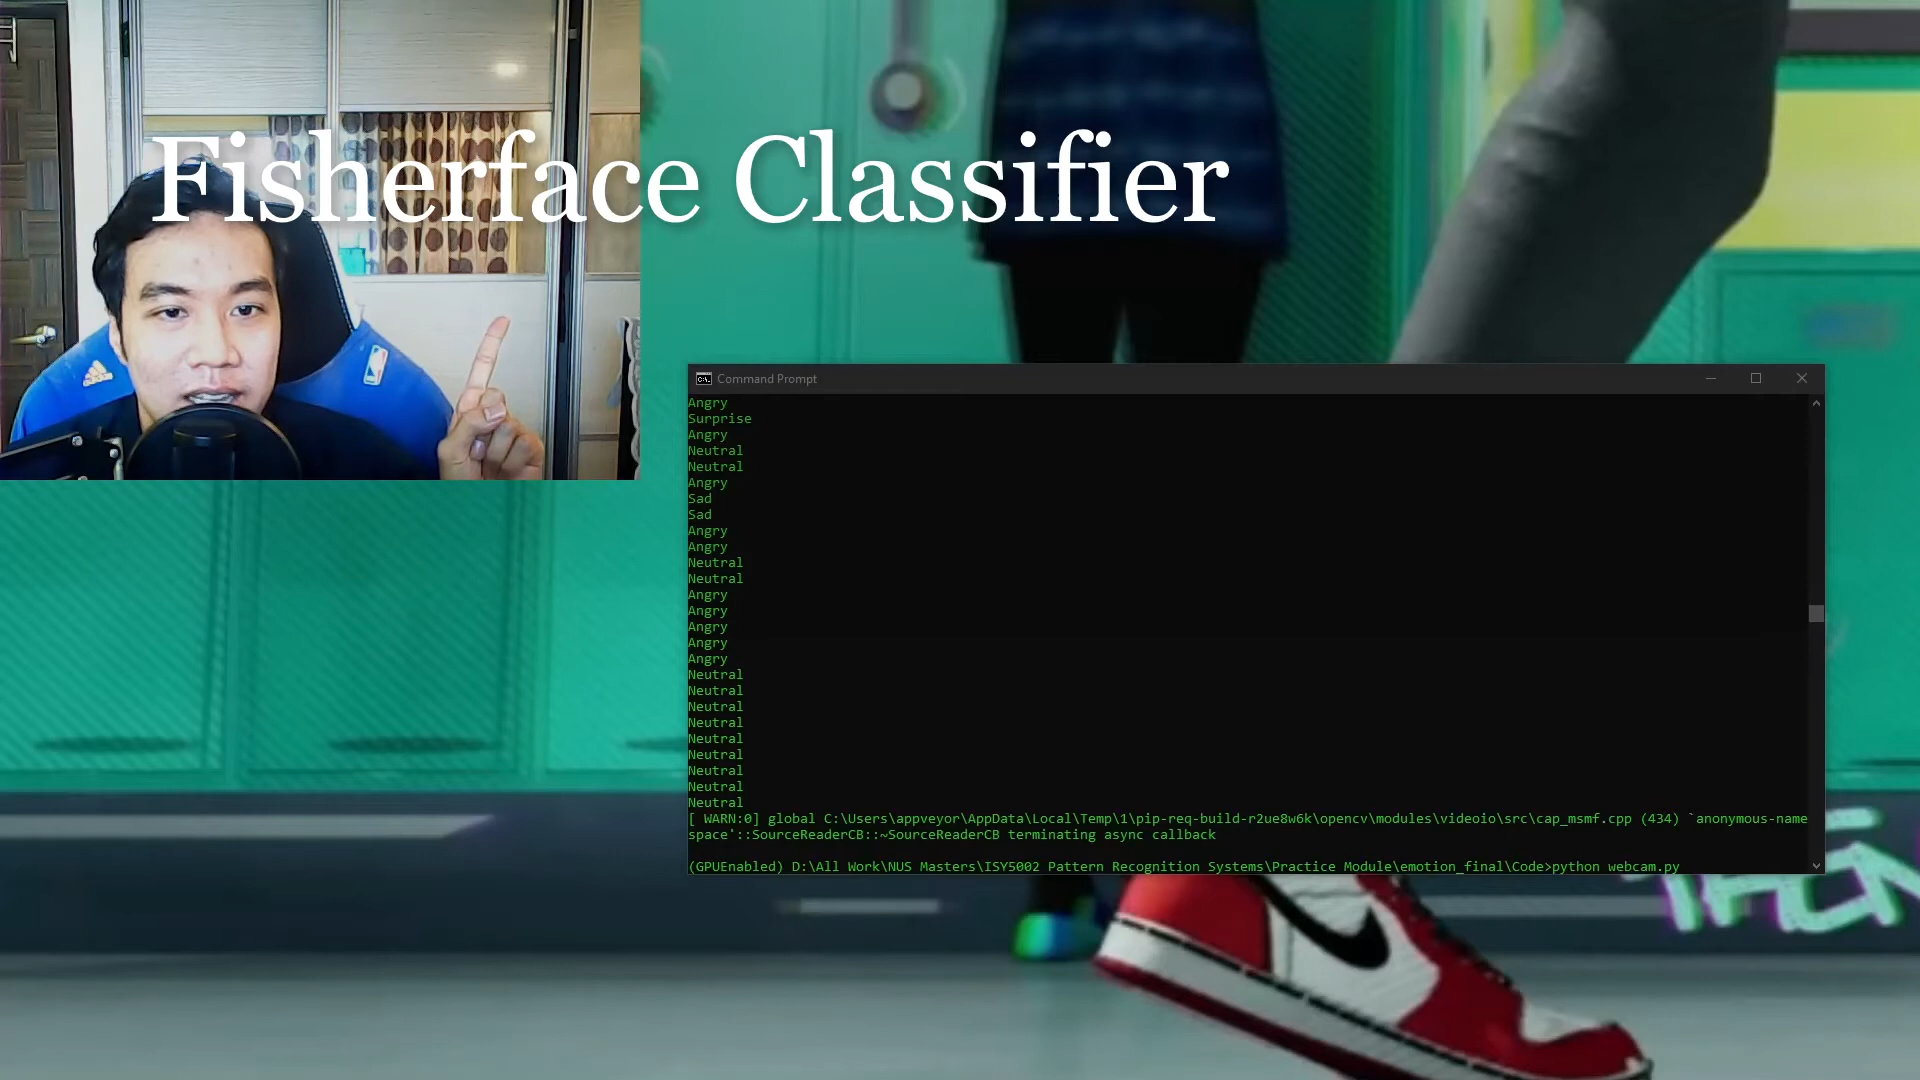 Fisherface Classifier
Command Prompt
Angry
Surprise
Angry
Neutral
Neutral
Angry
Sad
Sad
Angry
Angry
Neutral
Neutral
Angry
Angry
Angry
Angry
Angry
Neutral
Neutral
Neutral
Neutral
Neutral
Neutral
Neutral
Neutral
Neutral
[ WARN:0] global C:\Users\appveyor\AppData\Local\Temp\1\pip-req-build-r2ue8w6k\opencv\modules\videoio\src\cap_msmf.cpp (434) `anonymous-name
space'::SourceReaderCB::~SourceReaderCB terminating async callback
(GPUEnabled) D:\All Work\NUS Masters\ISY5002 Pattern Recognition Systems\Practice Module\emotion_final\Code>python webcam.py